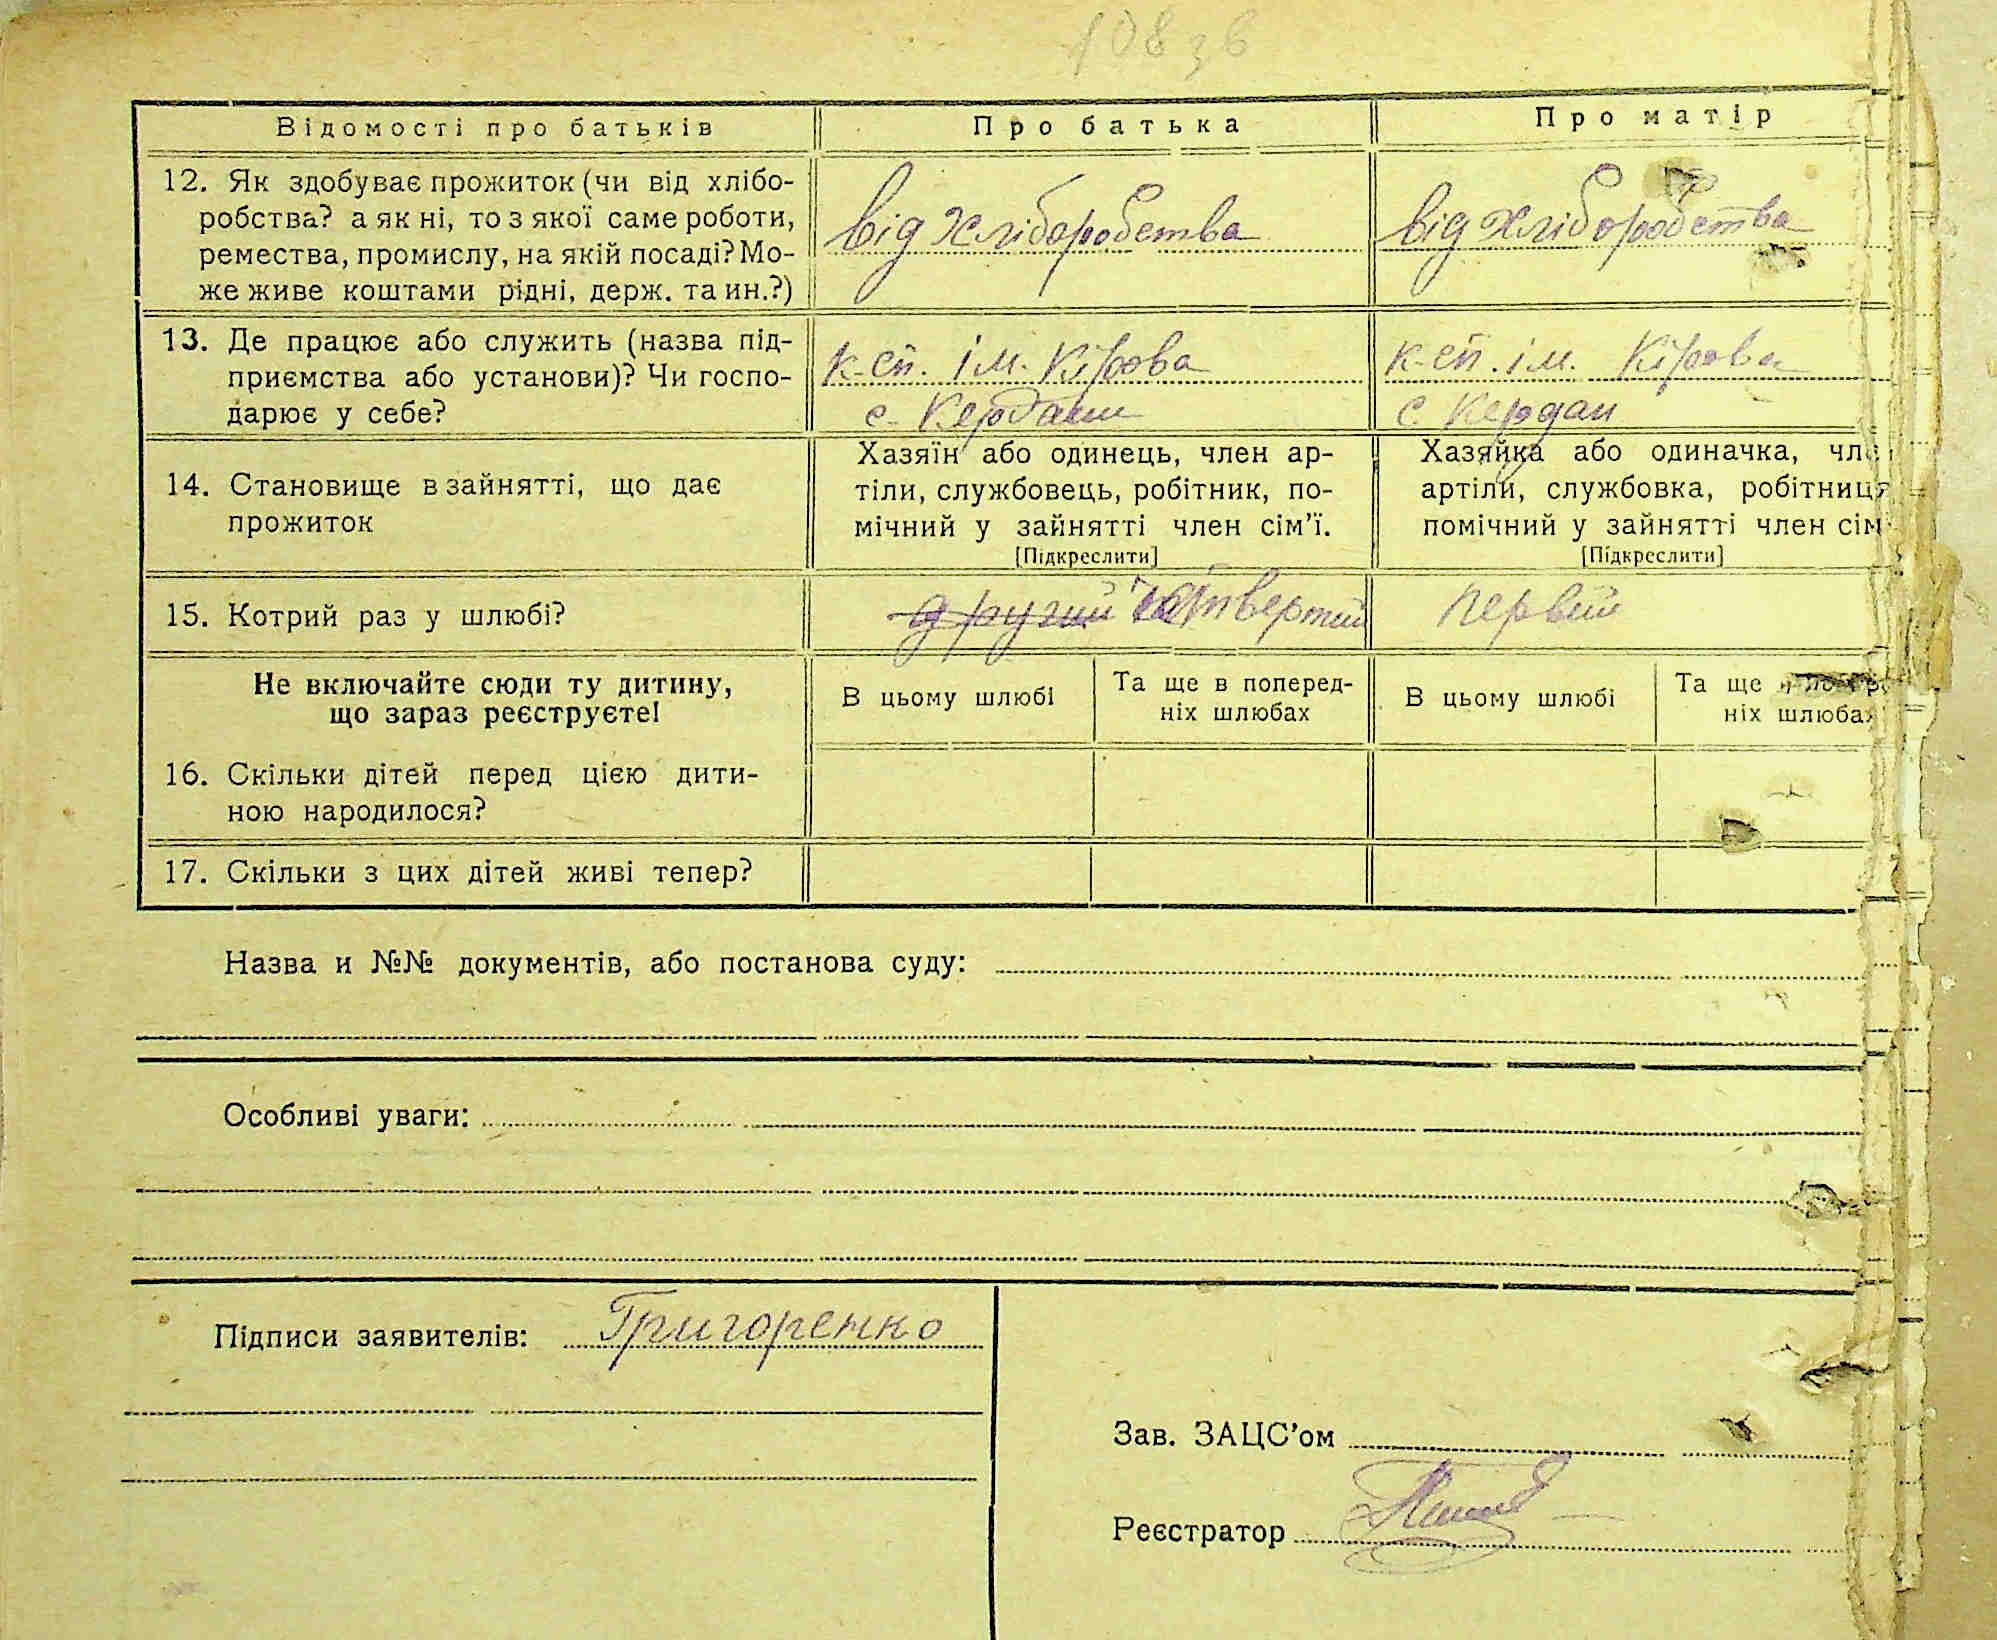 108 зв
Відомості про батьків
Про батька
Про матір
12. Як здобуває прожиток (чи від хлібо-
робства? а як ні, то з якої саме роботи,
ремества, промислу, на якій посаді? Мо-
же живе коштами рідні, держ. та ин.?)
від хліборобства
від хліборобства
13. Де працює або служить (назва під-
приємства або установи)? Чи госпо-
дарює у себе?
к-сп. ім. Кірова
с. Кердани
к-сп. ім. Кірова
с. Кердан
14. Становище в зайнятті, що дає
прожиток
Хазяїн або одинець, член ар-
тіли, службовець, робітник, по-
мічний у зайнятті член сім'ї.
[Підкреслити]
Хазяйка або одиначка, чле
артіли, службовка, робітниця
помічний у зайнятті член сім
[Підкреслити]
15. Котрий раз у шлюбі?
другий четвертий
первий
Не включайте сюди ту дитину,
що зараз реєструєте!
В цьому шлюбі
Та ще в поперед-
ніх шлюбах
В цьому шлюбі
Та ще
ніх шлюбах
16. Скільки дітей перед цією дити-
ною народилося?
17. Скільки з цих дітей живі тепер?
Назва и №№ документів, або постанова суду:
Особливі уваги:
Підписи заявителів: Григоренко
Зав. ЗАЦС'ом
Реєстратор